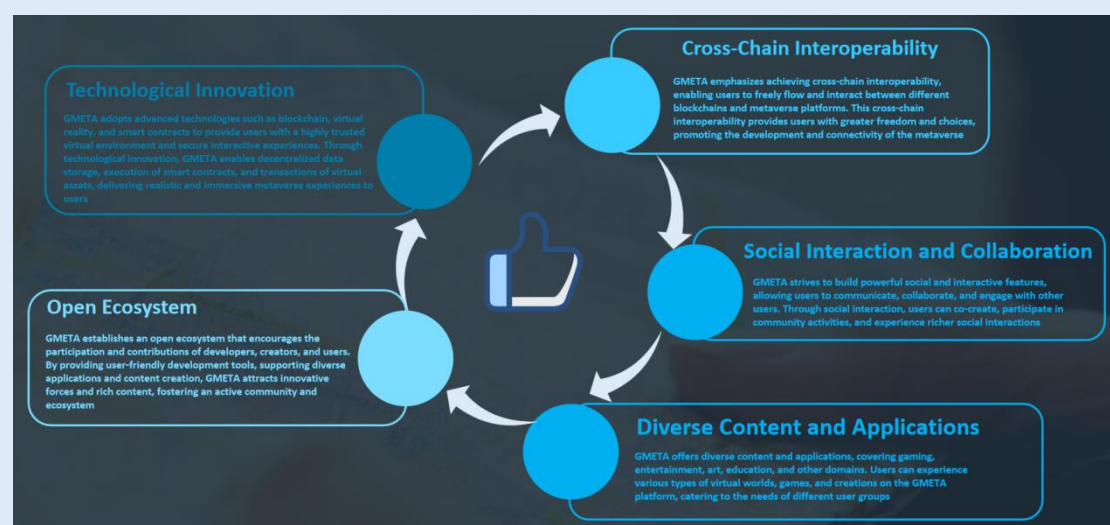 Technological Innovation
GMETA adopts advanced technologies such as blockchain, virtual
reality, and smart contracts to provide users with a highly trusted
virtual environment and secure interactive experiences. Through
technological innovation, GMETA enables decentralized data
storage, execution of smart contracts, and transactions of virtual
assets, delivering realistic and immersive metaverse experiences to
users
Cross-Chain Interoperability
GMETA emphasizes achieving cross-chain interoperability,
enabling users to freely flow and interact between different
blockchains and metaverse platforms. This cross-chain
interoperability provides users with greater freedom and choices,
promoting the development and connectivity of the metaverse
Social Interaction and Collaboration
GMETA strives to build powerful social and interactive features,
allowing users to communicate, collaborate, and engage with other
users. Through social interaction, users can co-create, participate in
community activities, and experience richer social interactions
Diverse Content and Applications
GMETA offers diverse content and applications, covering gaming,
entertainment, art, education, and other domains. Users can experience
various types of virtual worlds, games, and creations on the GMETA
platform, catering to the needs of different user groups
Open Ecosystem
GMETA establishes an open ecosystem that encourages the
participation and contributions of developers, creators, and users.
By providing user-friendly development tools, supporting diverse
applications and content creation, GMETA attracts innovative
forces and rich content, fostering an active community and
ecosystem